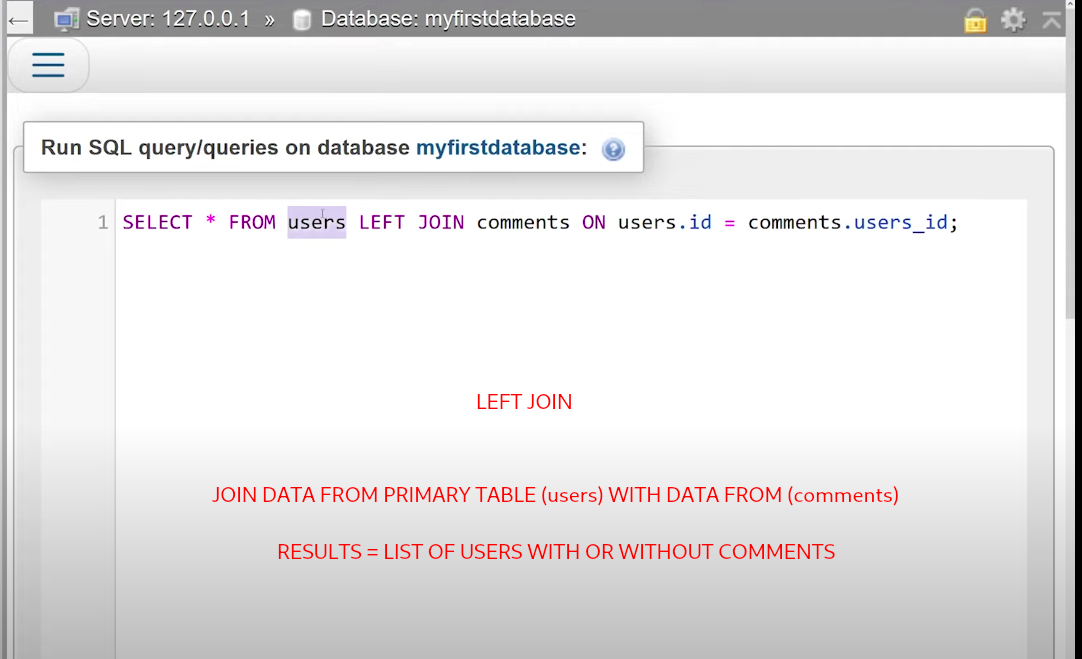 Server: 127.0.0.1 » Database: myfirstdatabase
Run SQL query/queries on database myfirstdatabase:
1 SELECT * FROM users LEFT JOIN comments ON users.id = comments.users_id;
LEFT JOIN
JOIN DATA FROM PRIMARY TABLE (users) WITH DATA FROM (comments)
RESULTS = LIST OF USERS WITH OR WITHOUT COMMENTS